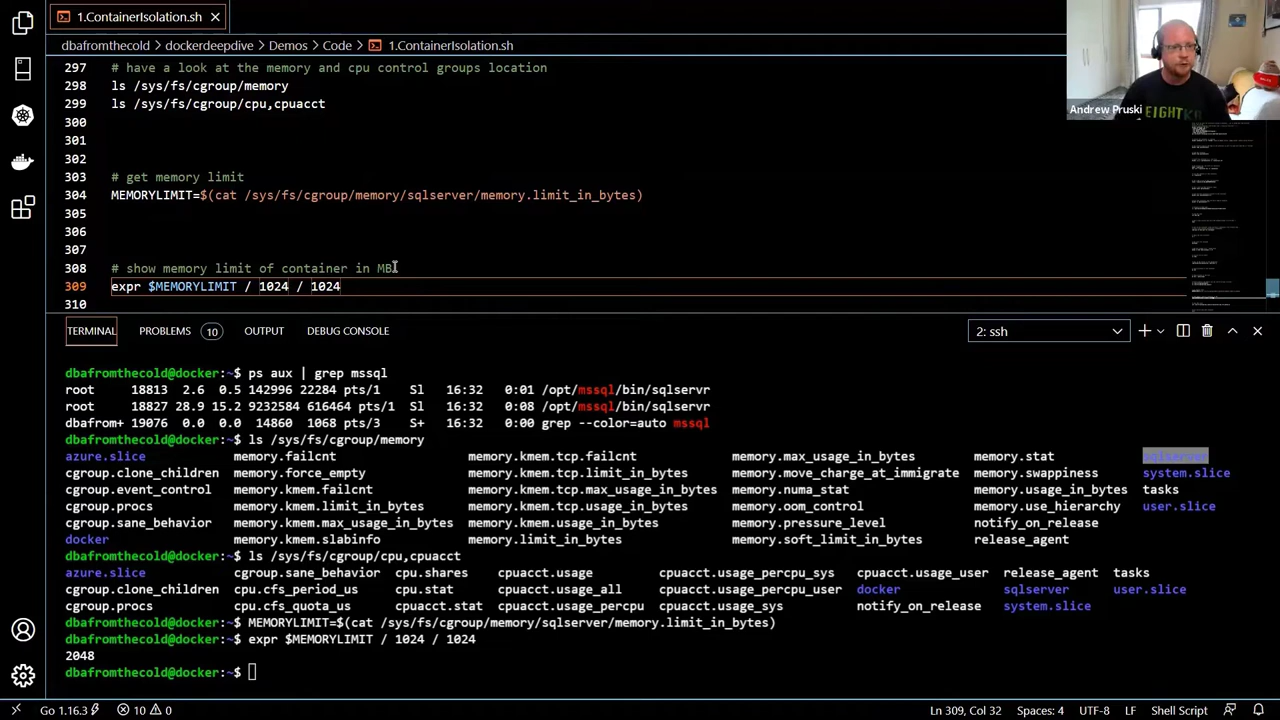 1.ContainerIsolation.sh
dbafromthecold > dockerdeepdive > Demos > Code > 1.ContainerIsolation.sh
Andrew Pruski
297 # have a look at the memory and cpu control groups location
298 ls /sys/fs/cgroup/memory
299 ls /sys/fs/cgroup/cpu,cpuacct
300
301
302
303 # get memory limit
304 MEMORYLIMIT=$(cat /sys/fs/cgroup/memory/sqlserver/memory.limit_in_bytes)
305
306
307
308 # show memory limit of container in MB
309 expr $MEMORYLIMIT / 1024 / 1024
310
TERMINAL PROBLEMS 10 OUTPUT DEBUG CONSOLE 2: ssh
dbafromthecold@docker:~$ ps aux | grep mssql
root 18813 2.6 0.5 142996 22284 pts/1 Sl 16:32 0:01 /opt/mssql/bin/sqlservr
root 18827 28.9 15.2 9232584 616464 pts/1 Sl 16:32 0:08 /opt/mssql/bin/sqlservr
dbafrom+ 19076 0.0 0.0 14860 1068 pts/3 S+ 16:32 0:00 grep --color=auto mssql
dbafromthecold@docker:~$ ls /sys/fs/cgroup/memory
azure.slice memory.failcnt memory.kmem.tcp.failcnt memory.max_usage_in_bytes memory.stat sqlserver
cgroup.clone_children memory.force_empty memory.kmem.tcp.limit_in_bytes memory.move_charge_at_immigrate memory.swappiness system.slice
cgroup.event_control memory.kmem.failcnt memory.kmem.tcp.max_usage_in_bytes memory.numa_stat memory.usage_in_bytes tasks
cgroup.procs memory.kmem.limit_in_bytes memory.kmem.tcp.usage_in_bytes memory.oom_control memory.use_hierarchy user.slice
cgroup.sane_behavior memory.kmem.max_usage_in_bytes memory.kmem.usage_in_bytes memory.pressure_level notify_on_release
docker memory.kmem.slabinfo memory.limit_in_bytes memory.soft_limit_in_bytes release_agent
dbafromthecold@docker:~$ ls /sys/fs/cgroup/cpu,cpuacct
azure.slice cgroup.sane_behavior cpu.shares cpuacct.usage cpuacct.usage_percpu_sys cpuacct.usage_user release_agent tasks
cgroup.clone_children cpu.cfs_period_us cpu.stat cpuacct.usage_all cpuacct.usage_percpu_user docker sqlserver user.slice
cgroup.procs cpu.cfs_quota_us cpuacct.stat cpuacct.usage_percpu cpuacct.usage_sys notify_on_release system.slice
dbafromthecold@docker:~$ MEMORYLIMIT=$(cat /sys/fs/cgroup/memory/sqlserver/memory.limit_in_bytes)
dbafromthecold@docker:~$ expr $MEMORYLIMIT / 1024 / 1024
2048
dbafromthecold@docker:~$
Go 1.16.3 10 0 Ln 309, Col 32 Spaces: 4 UTF-8 LF Shell Script